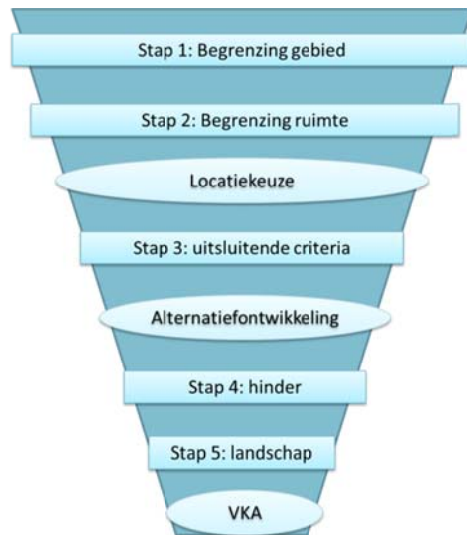 Stap 1: Begrenzing gebied
Stap 2: Begrenzing ruimte
Locatiekeuze
Stap 3: uitsluitende criteria
Alternatiefontwikkeling
Stap 4: hinder
Stap 5: landschap
VKA